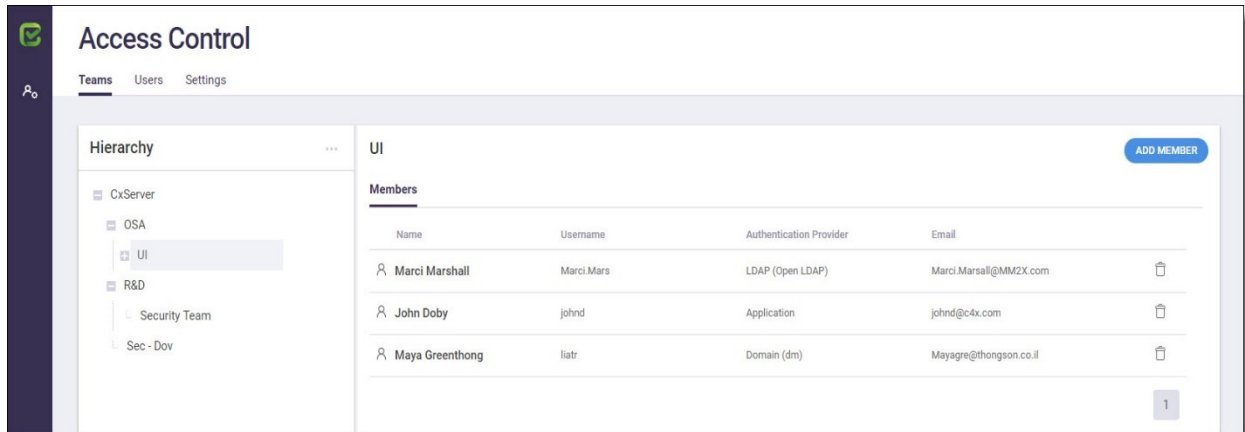 Access Control
Teams Users Settings
Hierarchy ...
CxServer
OSA
UI
R&D
Security Team
Sec - Dov
UI
ADD MEMBER
Members
Name Username Authentication Provider Email
Marci Marshall Marci.Mars LDAP (Open LDAP) Marci.Marsall@MM2X.com
John Doby johnd Application johnd@c4x.com
Maya Greenthong liatr Domain (dm) Mayagre@thongson.co.il
1